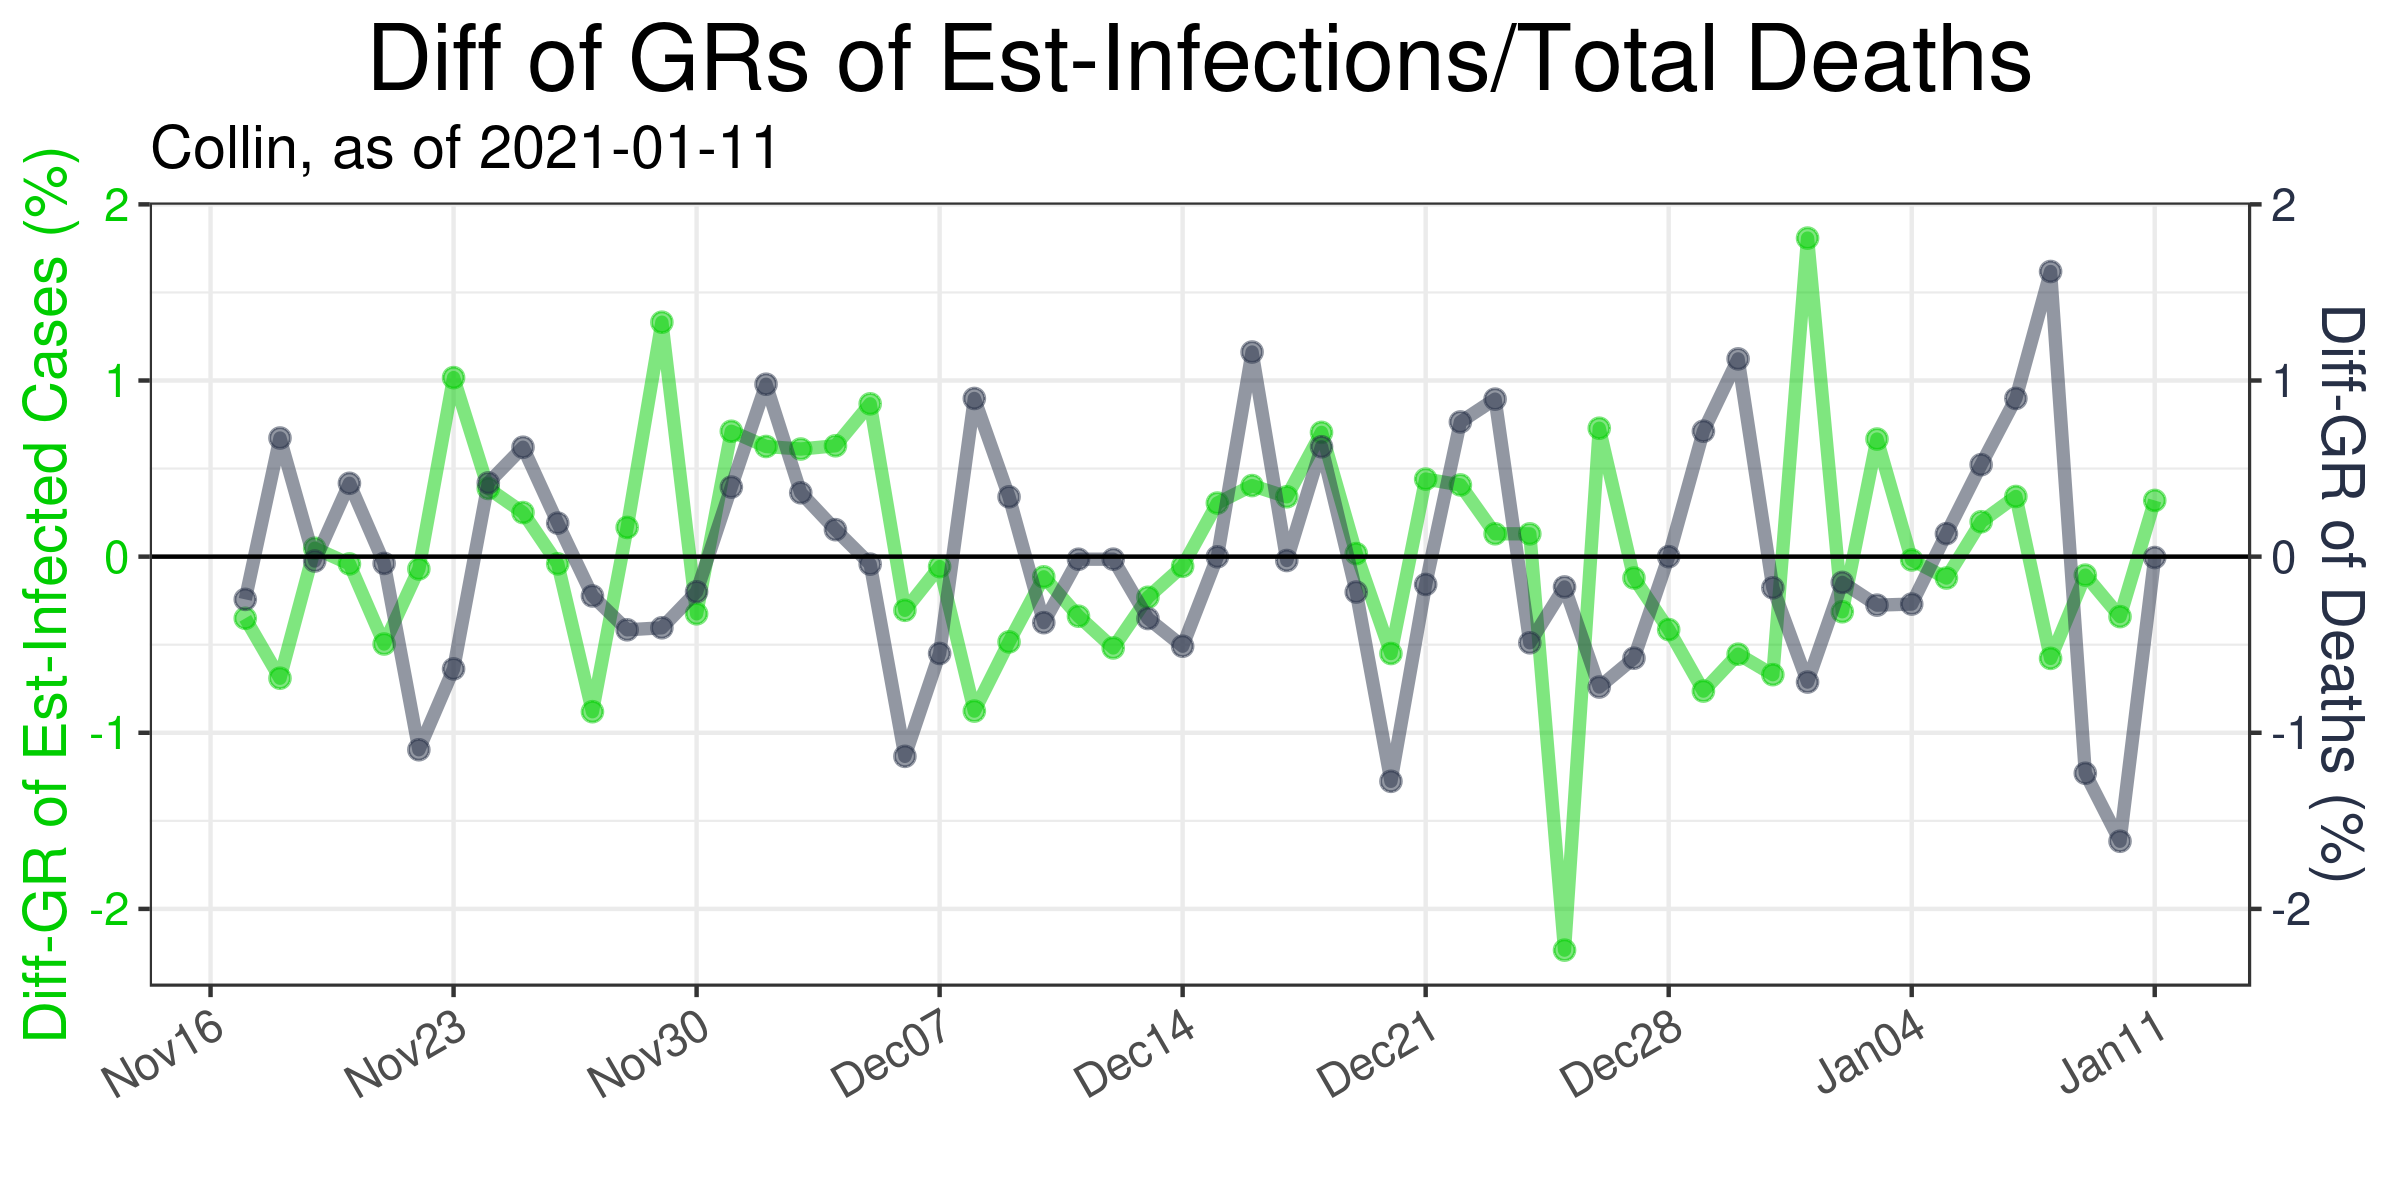 Diff of GRs of Est-Infections/Total Deaths
Collin, as of 2021-01-11
Diff-GR of Est-Infected Cases (%)
2
1
0
-1
-2
2
1
0
-1
-2
Diff-GR of Deaths (%)
Nov16
Nov23
Nov30
Dec07
Dec14
Dec21
Dec28
Jan04
Jan11